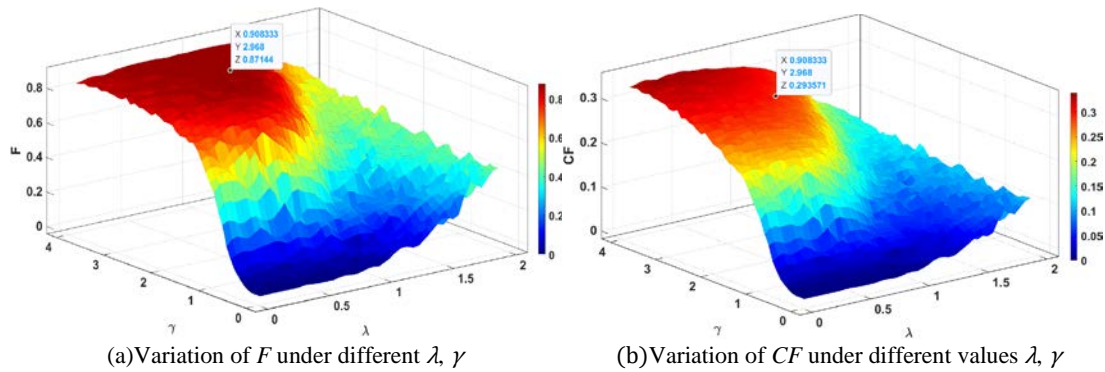 X 0.908333
Y 2.968
Z 0.87144
0.8
0.6
0.4
0.2
0
F
4
3
2
1
0
γ
0
0.5
1
1.5
2
λ
0.8
0.6
0.4
0.2
0
(a)Variation of F under different λ, γ
X 0.908333
Y 2.968
Z 0.293571
0.3
0.2
0.1
0
CF
4
3
2
1
0
γ
0
0.5
1
1.5
2
λ
0.3
0.25
0.2
0.15
0.1
0.05
0
(b)Variation of CF under different values λ, γ